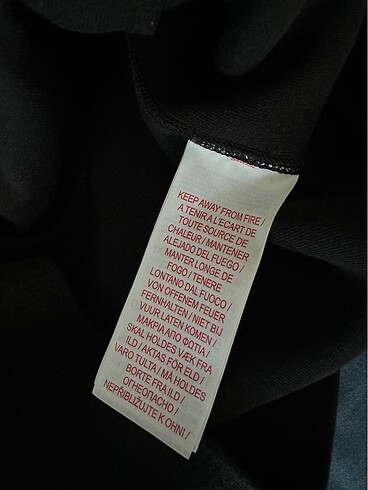 KEEP AWAY FROM FIRE /
A TENIR A L'ECART DE
TOUTE SOURCE DE
CHALEUR / MANTENER
ALEJADO DEL FUEGO /
MANTER LONGE DE
FOGO / TENERE
LONTANO DAL FUOCO /
VON OFFENEM FEUER
FERNHALTEN / NIET BIJ
VUUR LATEN KOMEN /
ΜΑΚΡΙΑ ΑΠΟ ΦΩΤΙΑ /
SKAL HOLDES VÆK FRA
ILD / AKTAS FÖR ELD /
VARO TULTA / MÅ HOLDES
BORTE FRA ILD /
ОГНЕОПАСНО /
NEPŘIBLIŽUJTE K OHNI /